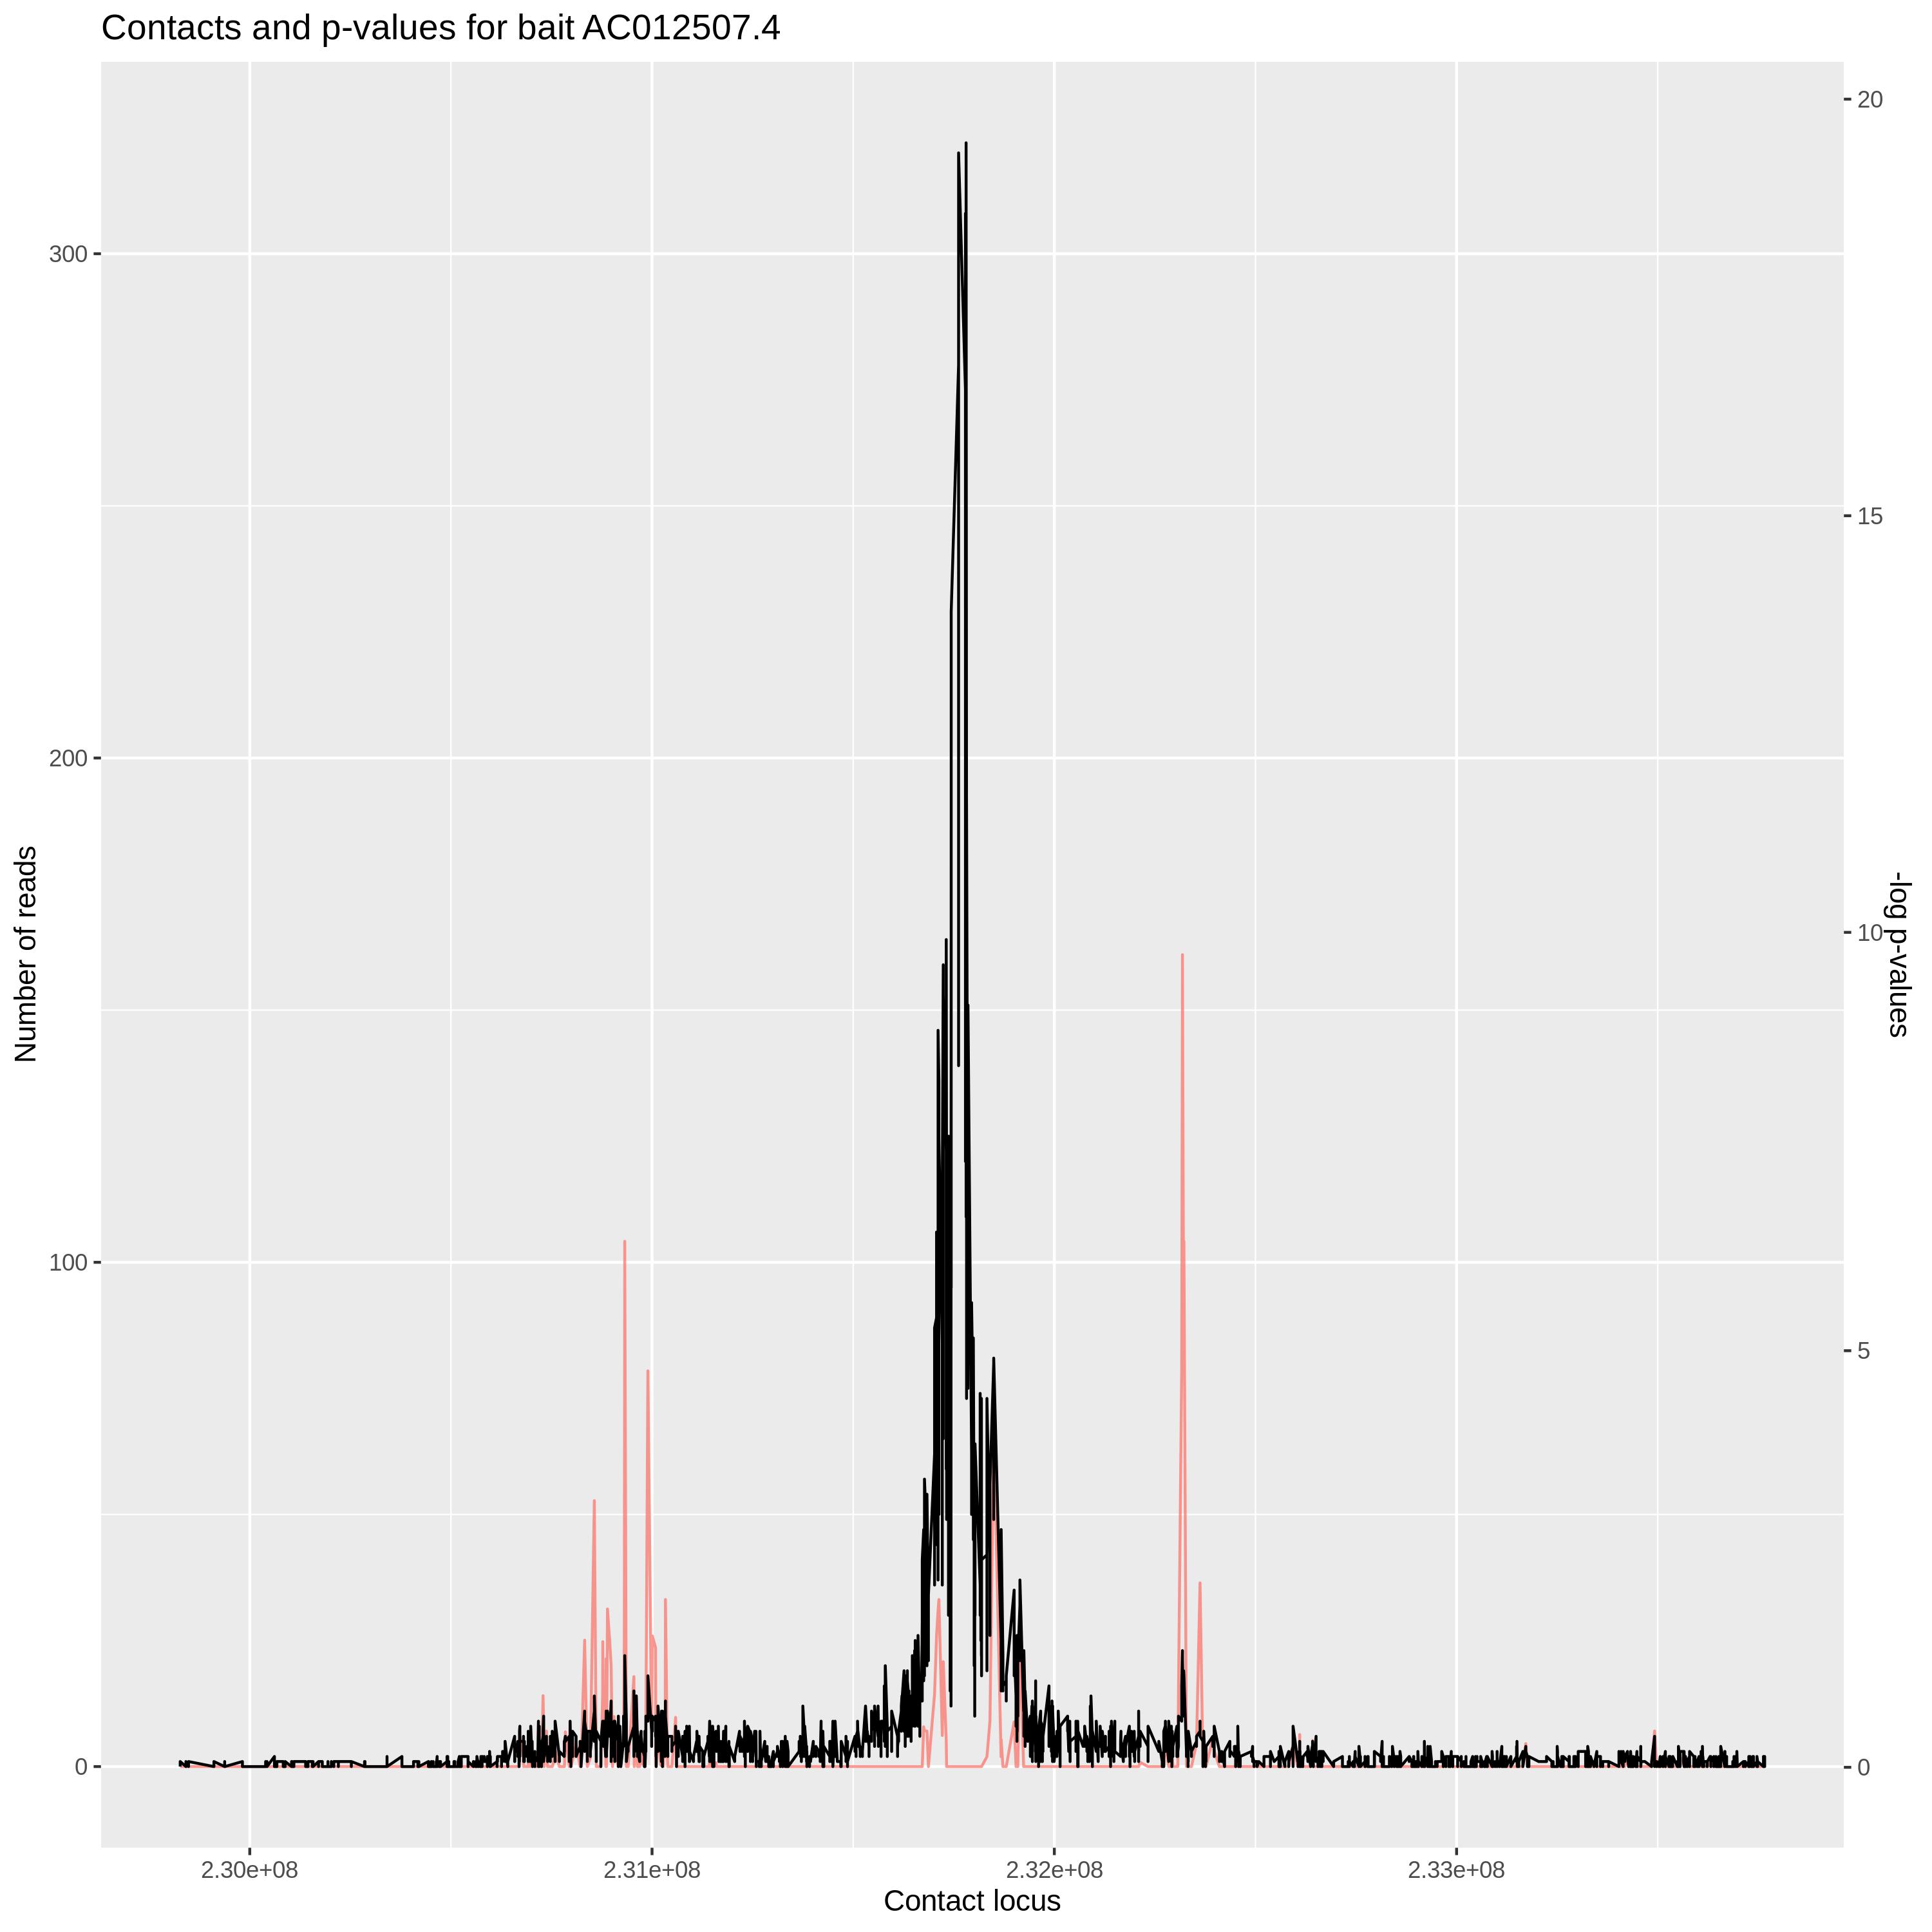 Contacts and p-values for bait AC012507.4
Number of reads
300
200
100
0
20
15
10
5
0
-log p-values
2.30e+08
2.31e+08
2.32e+08
2.33e+08
Contact locus